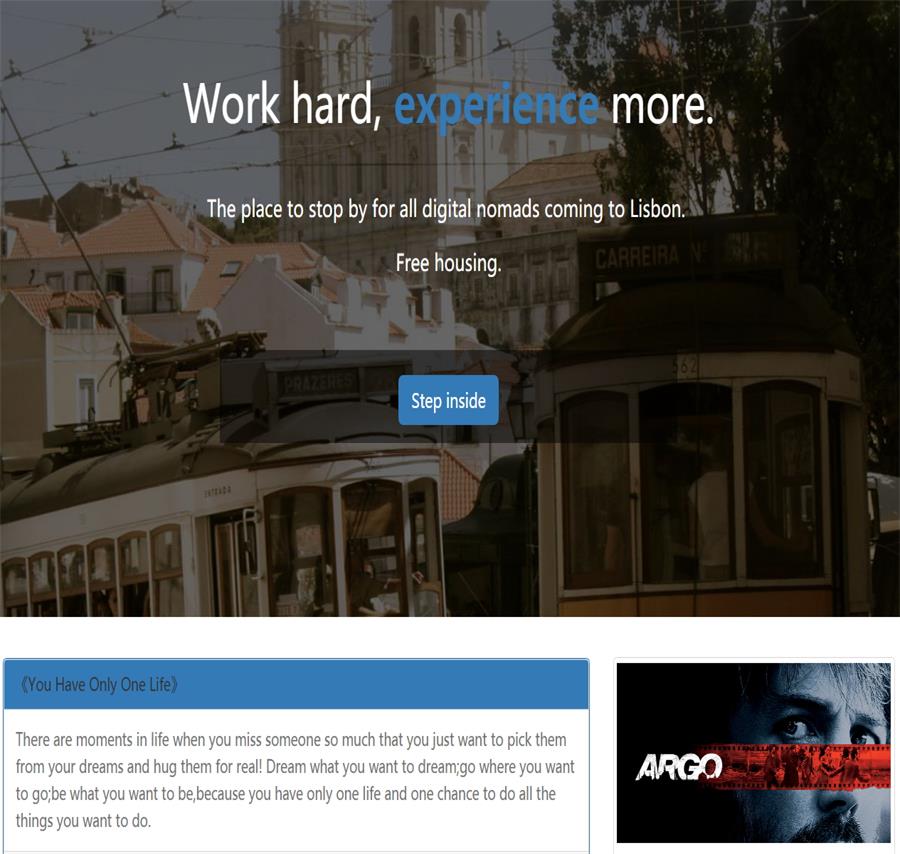 Work hard, experience more.
The place to stop by for all digital nomads coming to Lisbon.
Free housing.
CARREIRA Nº
562
PRAZERES
Step inside
ENTRADA
《You Have Only One Life》
There are moments in life when you miss someone so much that you just want to pick them
from your dreams and hug them for real! Dream what you want to dream;go where you want
to go;be what you want to be,because you have only one life and one chance to do all the
things you want to do.
ARGO